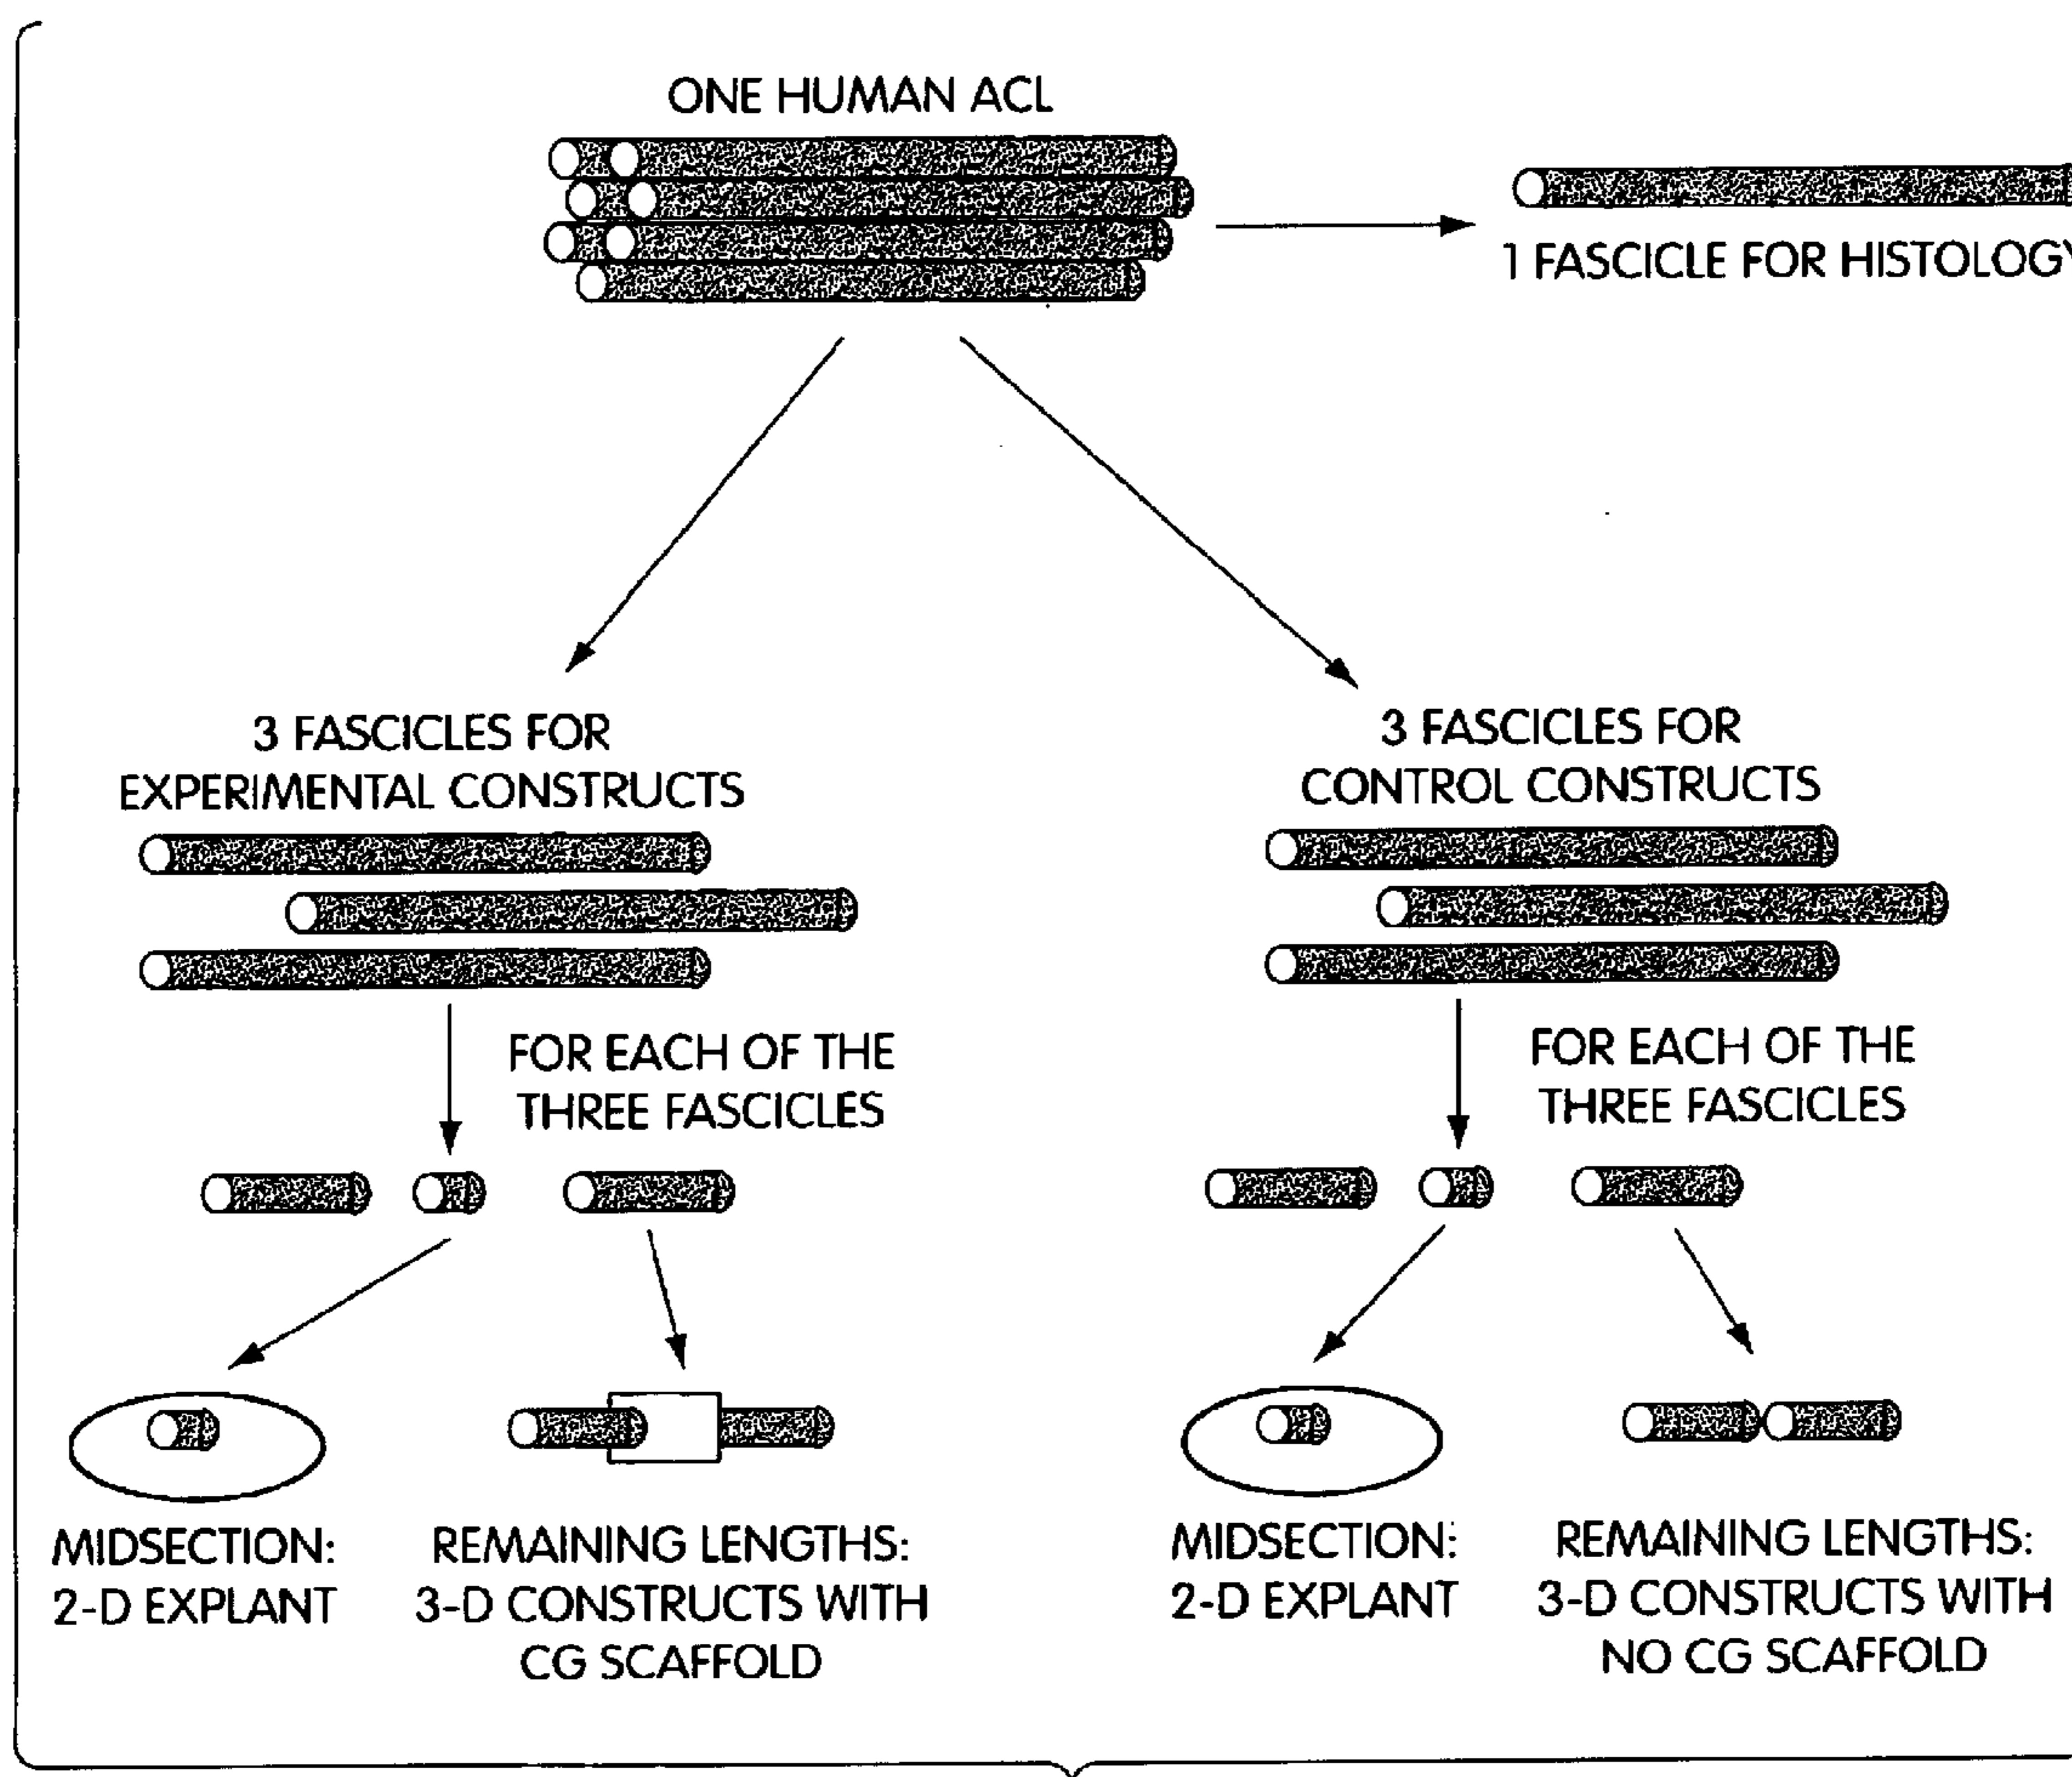 ONE HUMAN ACL
1 FASCICLE FOR HISTOLOGY
3 FASCICLES FOR
EXPERIMENTAL CONSTRUCTS
3 FASCICLES FOR
CONTROL CONSTRUCTS
FOR EACH OF THE
THREE FASCICLES
FOR EACH OF THE
THREE FASCICLES
MIDSECTION:
2-D EXPLANT
REMAINING LENGTHS:
3-D CONSTRUCTS WITH
CG SCAFFOLD
MIDSECTION:
2-D EXPLANT
REMAINING LENGTHS:
3-D CONSTRUCTS WITH
NO CG SCAFFOLD